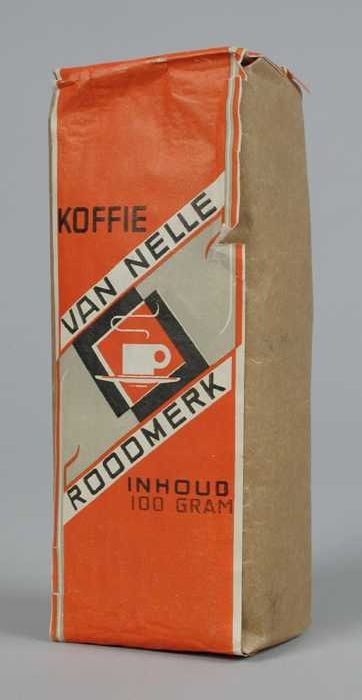 KOFFIE
VAN NELLE
ROODMERK
INHOUD
100 GRAM